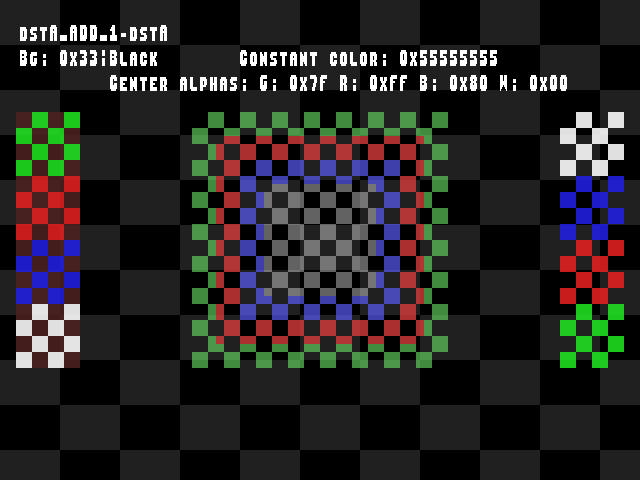 dstA_ADD_1-dstA
Bg: 0x33¦Black Constant color: 0x55555555
Center alphas: G: 0x7f R: 0xff B: 0x80 W: 0x00